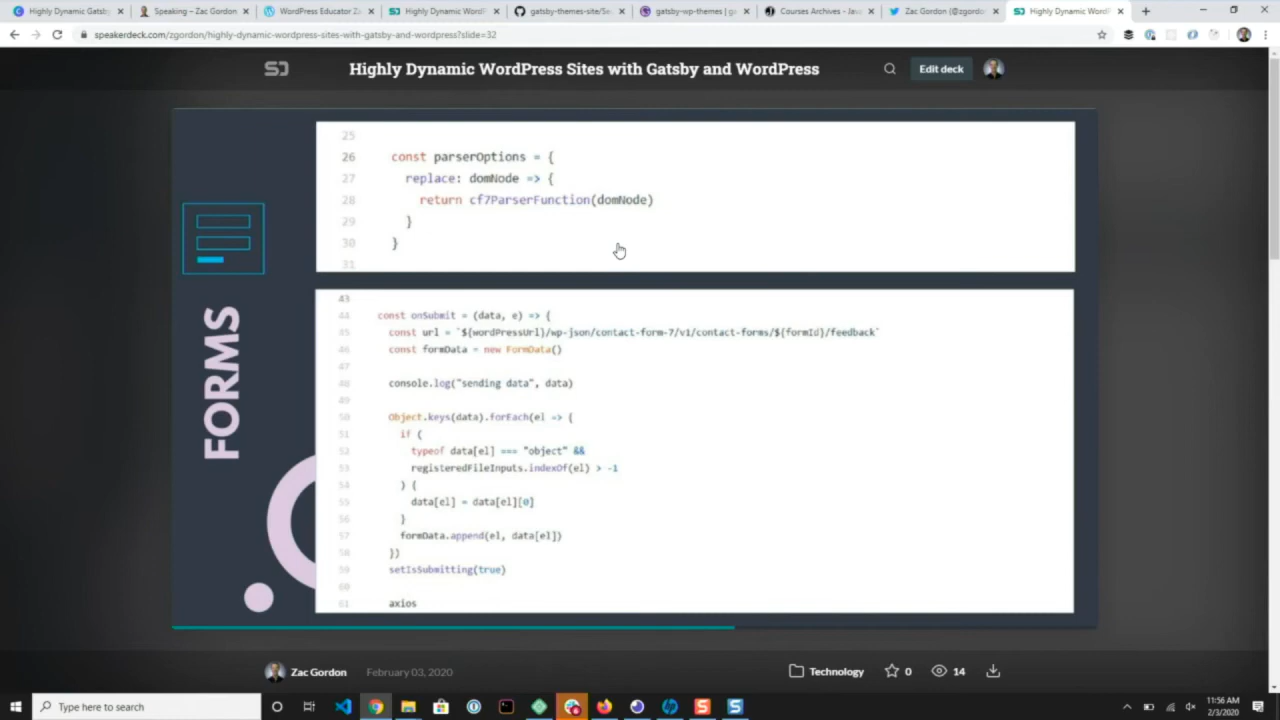 Highly Dynamic Gatsb
Speaking – Zac Gordon
WordPress Educator Z
Highly Dynamic WordP
gatsby-themes-site/Se
gatsby-wp-themes | g
Courses Archives - Jav
Zac Gordon (@zgordo
Highly Dynamic WordP
speakerdeck.com/zgordon/highly-dynamic-wordpress-sites-with-gatsby-and-wordpress?slide=32
Highly Dynamic WordPress Sites with Gatsby and WordPress
Edit deck
FORMS
25
26 const parserOptions = {
27 replace: domNode => {
28 return cf7ParserFunction(domNode)
29 }
30 }
31
43
44 const onSubmit = (data, e) => {
45 const url = `${wordPressUrl}/wp-json/contact-form-7/v1/contact-forms/${formId}/feedback`
46 const formData = new FormData()
47
48 console.log("sending data", data)
49
50 Object.keys(data).forEach(el => {
51 if (
52 typeof data[el] === "object" &&
53 registeredFileInputs.indexOf(el) > -1
54 ) {
55 data[el] = data[el][0]
56 }
57 formData.append(el, data[el])
58 })
59 setIsSubmitting(true)
60
61 axios
Zac Gordon
February 03, 2020
Technology
0
14
Type here to search
11:56 AM
2/3/2020